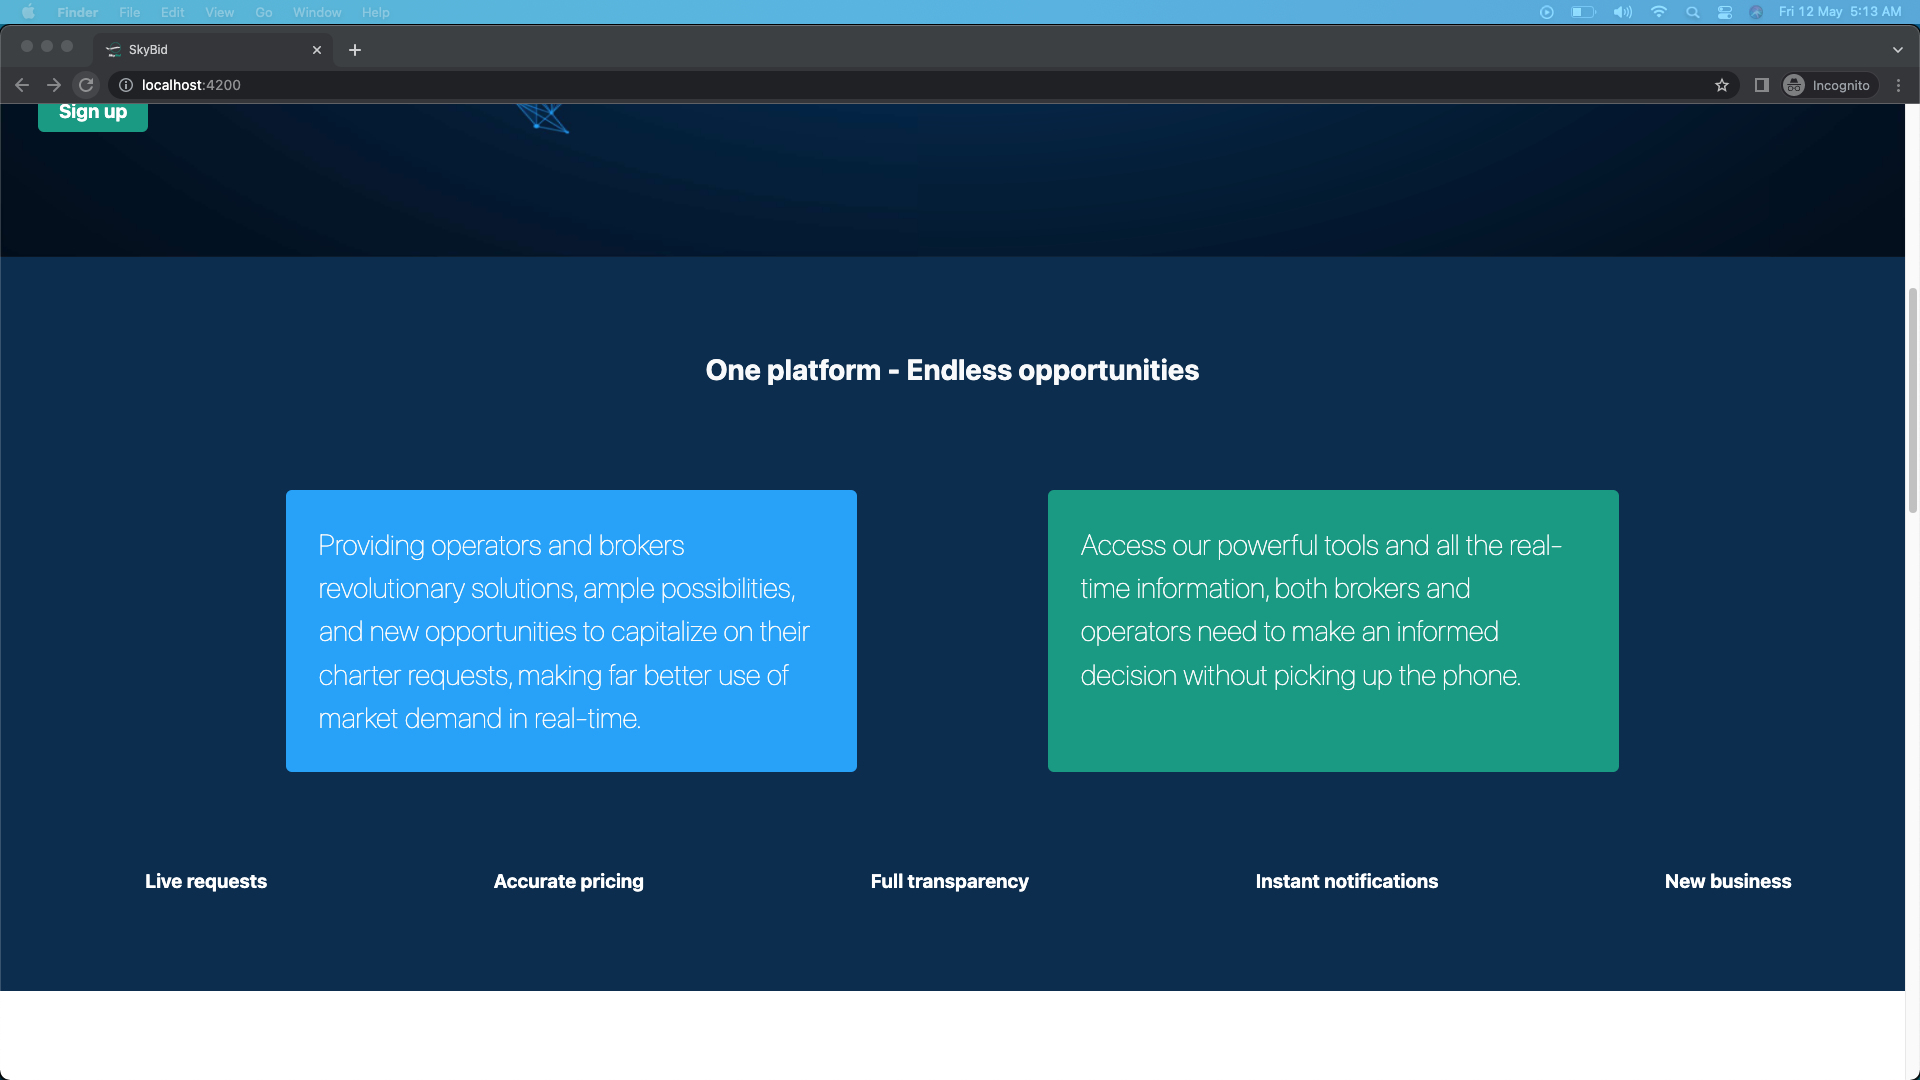 Finder File Edit View Go Window Help Fri 12 May 5:13 AM
SkyBid
localhost:4200 Incognito
Sign up
One platform - Endless opportunities
Providing operators and brokers
revolutionary solutions, ample possibilities,
and new opportunities to capitalize on their
charter requests, making far better use of
market demand in real-time.
Access our powerful tools and all the real-
time information, both brokers and
operators need to make an informed
decision without picking up the phone.
Live requests Accurate pricing Full transparency Instant notifications New business